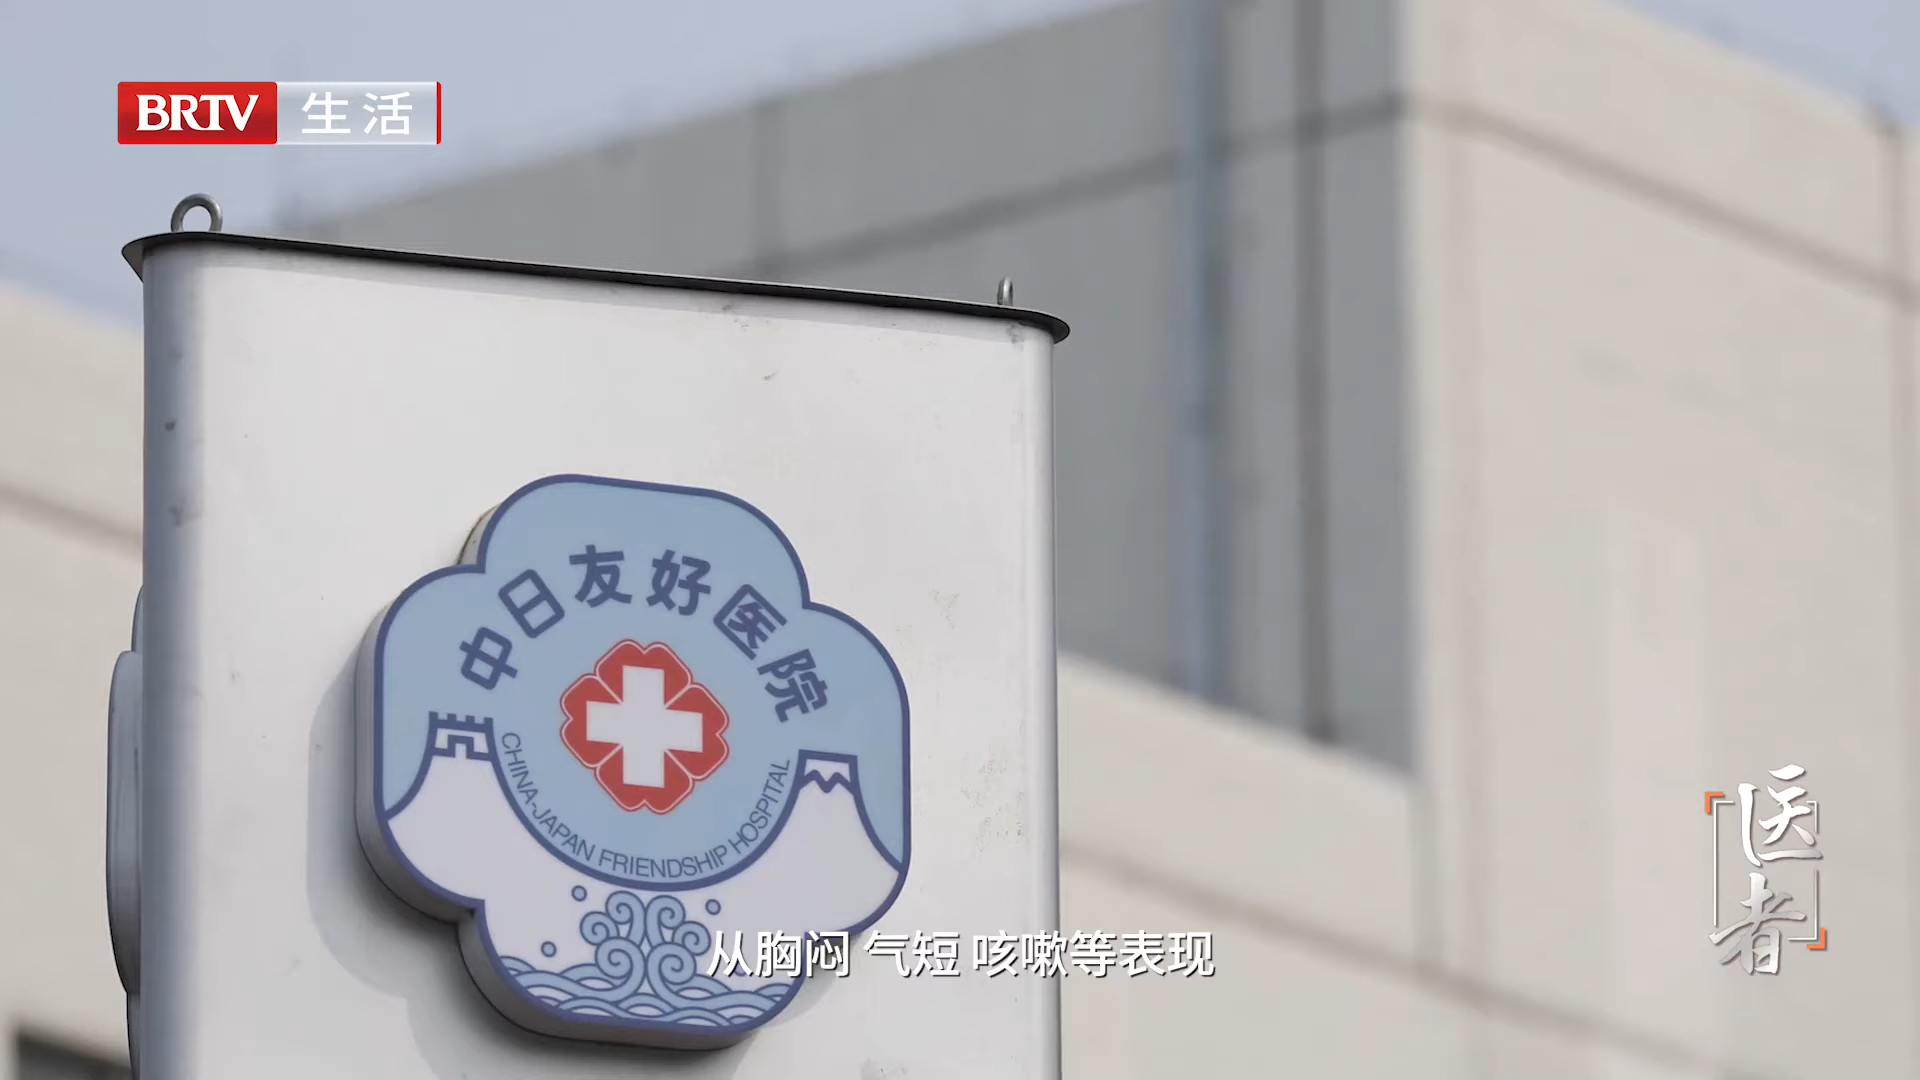 BRTV 生活
中日友好医院
CHINA-JAPAN FRIENDSHIP HOSPITAL
从胸闷 气短 咳嗽等表现
医者